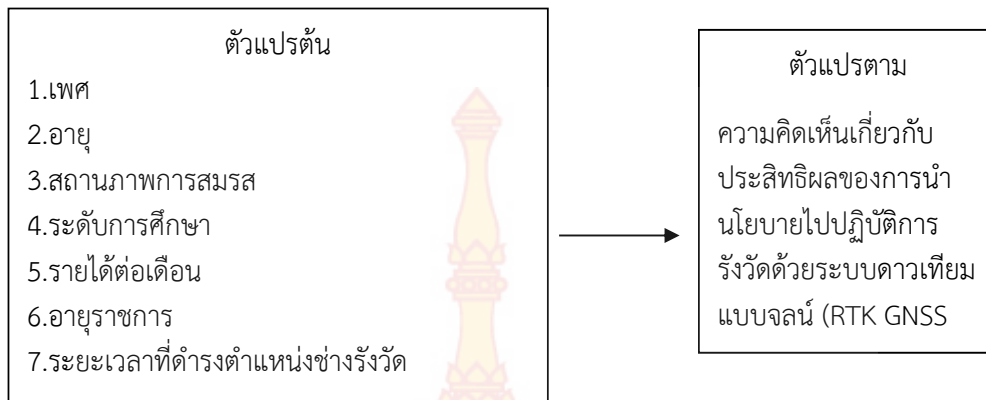 ตัวแปรต้น
1.เพศ
2.อายุ
3.สถานภาพการสมรส
4.ระดับการศึกษา
5.รายได้ต่อเดือน
6.อายุราชการ
7.ระยะเวลาที่ดำรงตำแหน่งช่างรังวัด
ตัวแปรตาม
ความคิดเห็นเกี่ยวกับ
ประสิทธิผลของการนำ
นโยบายไปปฏิบัติการ
รังวัดด้วยระบบดาวเทียม
แบบจลน์ (RTK GNSS